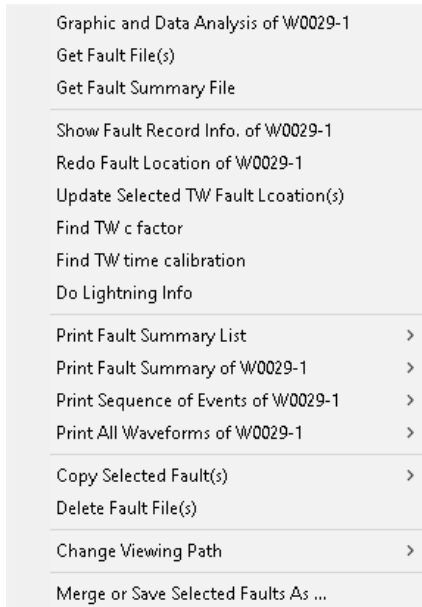 Graphic and Data Analysis of W0029-1
Get Fault File(s)
Get Fault Summary File
Show Fault Record Info. of W0029-1
Redo Fault Location of W0029-1
Update Selected TW Fault Lcoation(s)
Find TW c factor
Find TW time calibration
Do Lightning Info
Print Fault Summary List
Print Fault Summary of W0029-1
Print Sequence of Events of W0029-1
Print All Waveforms of W0029-1
Copy Selected Fault(s)
Delete Fault File(s)
Change Viewing Path
Merge or Save Selected Faults As ...